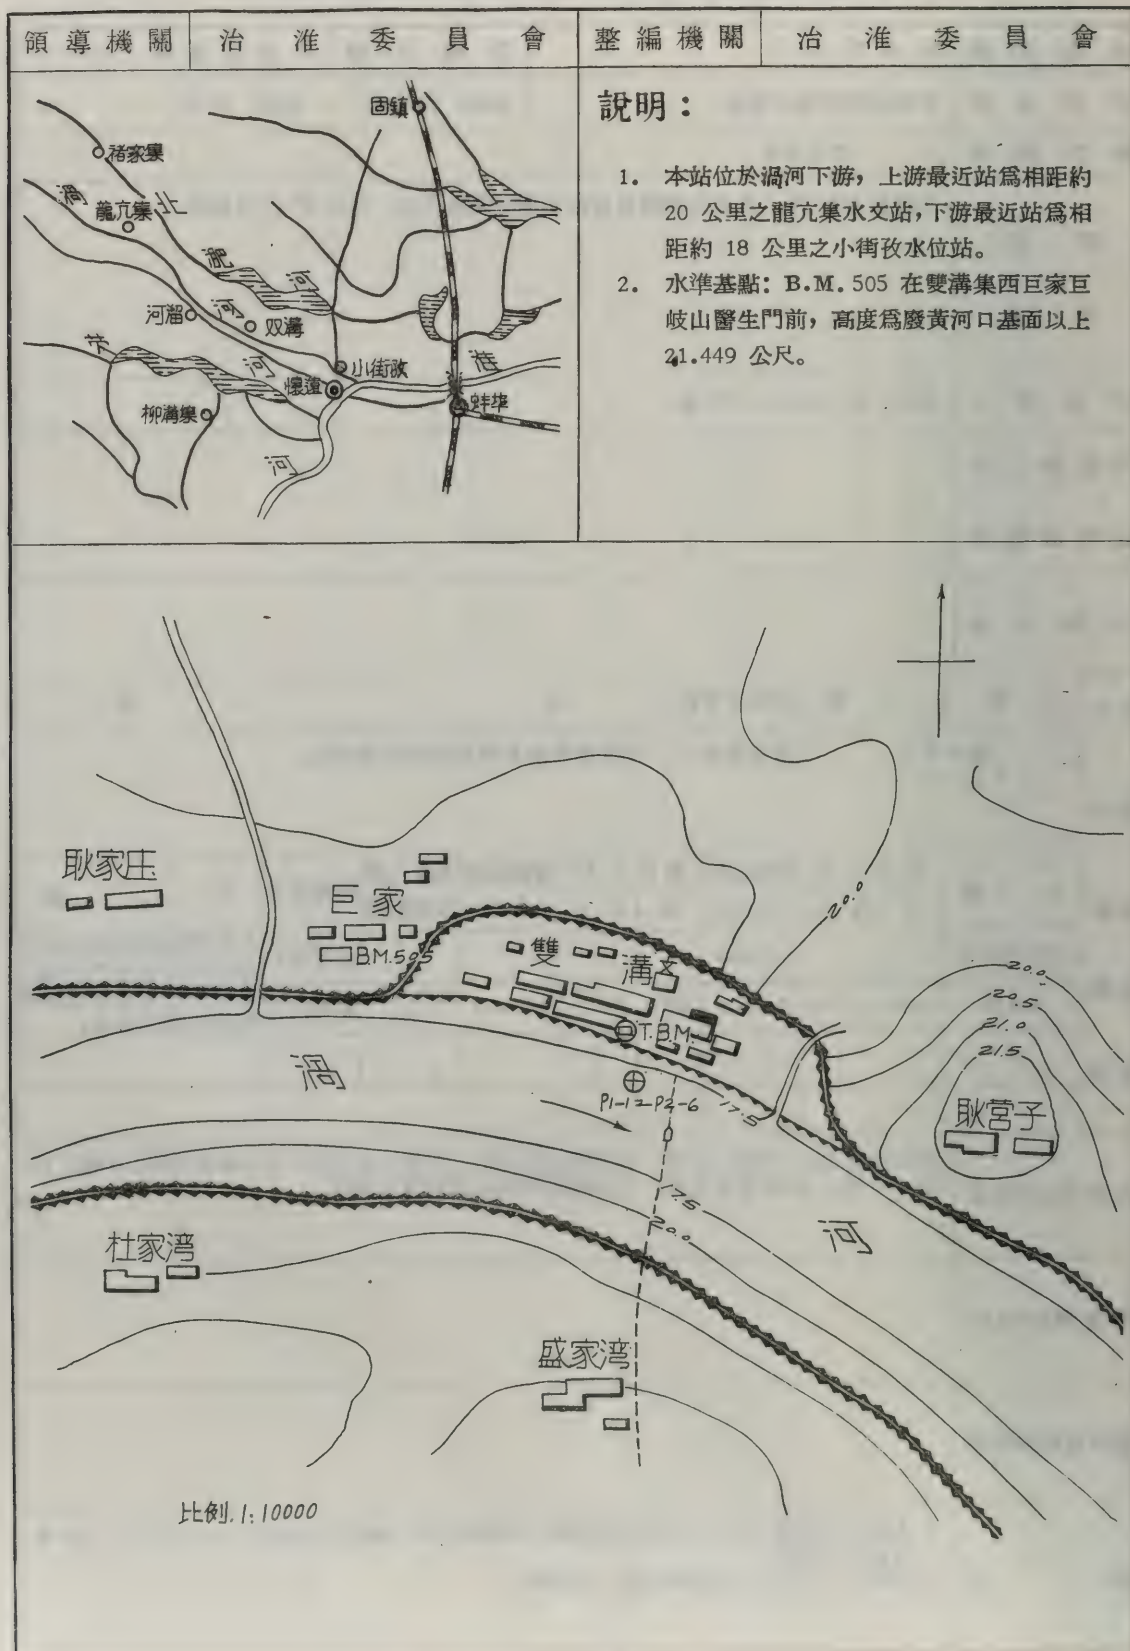 領導機關 治淮委員會 整編機關 冶淮委員會
固鎮
褚家集
渦
北
龍亢集
淝
河
河溜
河
双溝
茨
河
小街孜
淮
懷遠
蚌埠
柳溝集
河
說明：
1. 本站位於渦河下游，上游最近站爲相距約
20 公里之龍亢集水文站，下游最近站爲相
距約 18 公里之小街孜水位站。
2. 水準基點：B.M. 505 在雙溝集西巨家巨
岐山醫生門前，高度爲廢黃河口基面以上
21.449 公尺。
耿家庄
巨家
B.M.505
雙溝
T.B.M.
20.0
20.0
20.5
21.0
21.5
耿营子
渦
P1-12-P2-6
17.5
17.5
20.0
河
杜家湾
盛家湾
比例.1:10000